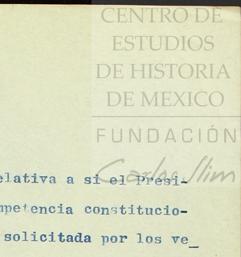 CENTRO DE
ESTUDIOS
DE HISTORIA
DE MEXICO
FUNDACIÓN
Carlos Slim
elativa a si el Presi-
mpetencia constitucio-
solicitada por los ve_